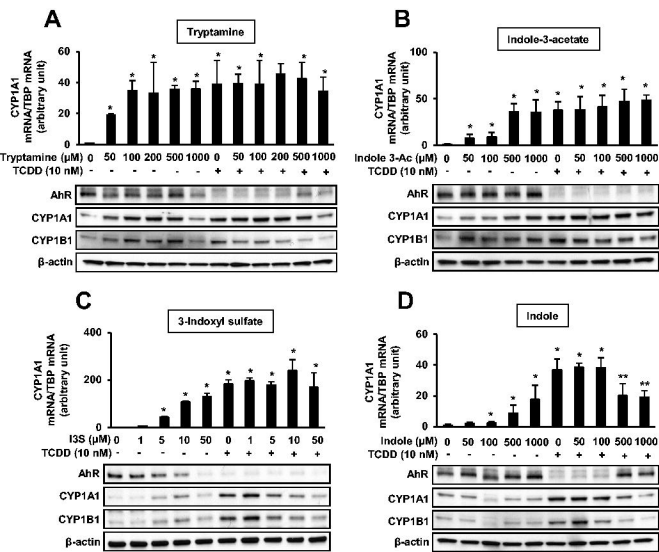 A
Tryptamine
CYP1A1
mRNA/TBP mRNA
(arbitrary unit)
60
40
20
0
* * * * * * * * * * *
Tryptamine (µM) 0 50 100 200 500 1000 0 50 100 200 500 1000
TCDD (10 nM) - - - - - - + + + + + +
AhR
CYP1A1
CYP1B1
β-actin
B
Indole-3-acetate
CYP1A1
mRNA/TBP mRNA
(arbitrary unit)
100
50
0
* * * * * * * * *
Indole 3-Ac (µM) 0 50 100 500 1000 0 50 100 500 1000
TCDD (10 nM) - - - - - + + + + +
AhR
CYP1A1
CYP1B1
β-actin
C
3-Indoxyl sulfate
CYP1A1
mRNA/TBP mRNA
(arbitrary unit)
400
200
0
* * * * * * * *
I3S (µM) 0 1 5 10 50 0 1 5 10 50
TCDD (10 nM) - - - - - + + + + +
AhR
CYP1A1
CYP1B1
β-actin
D
Indole
CYP1A1
mRNA/TBP mRNA
(arbitrary unit)
60
40
20
0
* * * * * * ** **
Indole (µM) 0 50 100 500 1000 0 50 100 500 1000
TCDD (10 nM) - - - - - + + + + +
AhR
CYP1A1
CYP1B1
β-actin